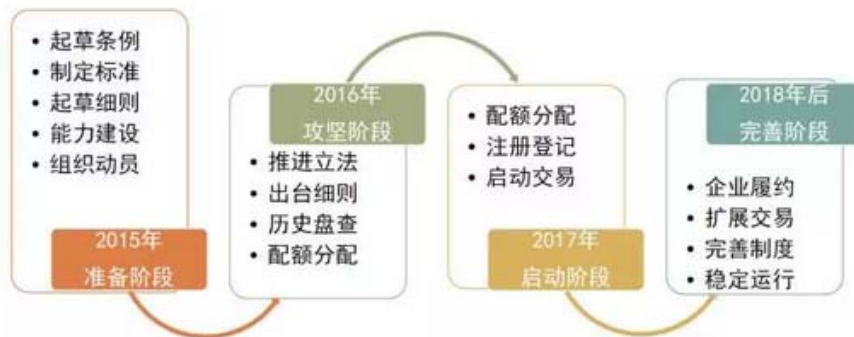 起草条例
制定标准
起草细则
能力建设
组织动员
2015年
准备阶段
2016年
攻坚阶段
推进立法
出台细则
历史盘查
配额分配
配额分配
注册登记
启动交易
2017年
启动阶段
2018年后
完善阶段
企业履约
扩展交易
完善制度
稳定运行